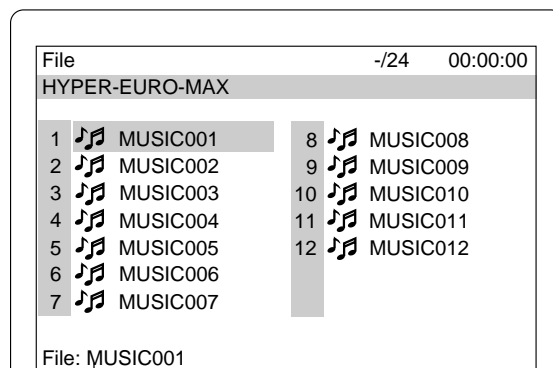 File -/24 00:00:00
HYPER-EURO-MAX
1 MUSIC001
2 MUSIC002
3 MUSIC003
4 MUSIC004
5 MUSIC005
6 MUSIC006
7 MUSIC007
8 MUSIC008
9 MUSIC009
10 MUSIC010
11 MUSIC011
12 MUSIC012
File: MUSIC001